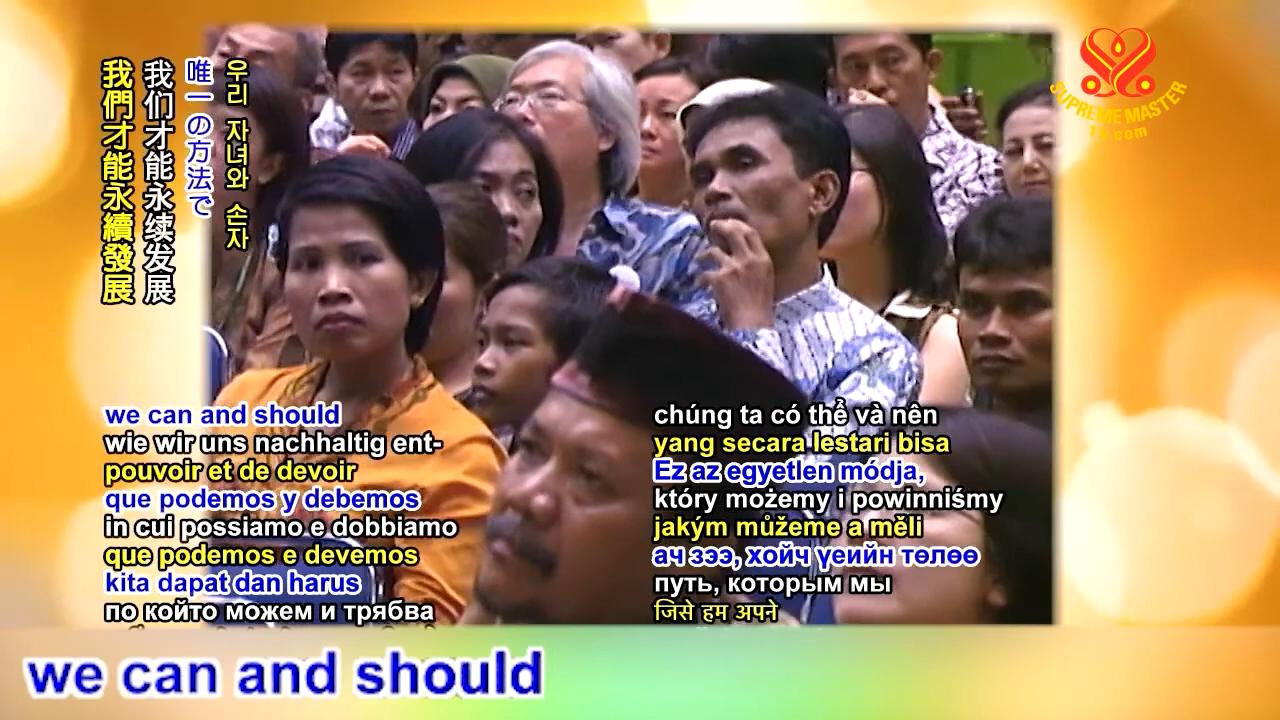 우리 자녀와 손자
唯一の方法で
我们才能永续发展
我們才能永續發展
SUPREME MASTER
TV.com
we can and should
wie wir uns nachhaltig ent-
pouvoir et de devoir
que podemos y debemos
in cui possiamo e dobbiamo
que podemos e devemos
kita dapat dan harus
по който можем и трябва
chúng ta có thể và nên
yang secara lestari bisa
Ez az egyetlen módja,
który możemy i powinniśmy
jakým můžeme a měli
ач зээ, хойч үеийн төлөө
путь, которым мы
जिसे हम अपने
we can and should